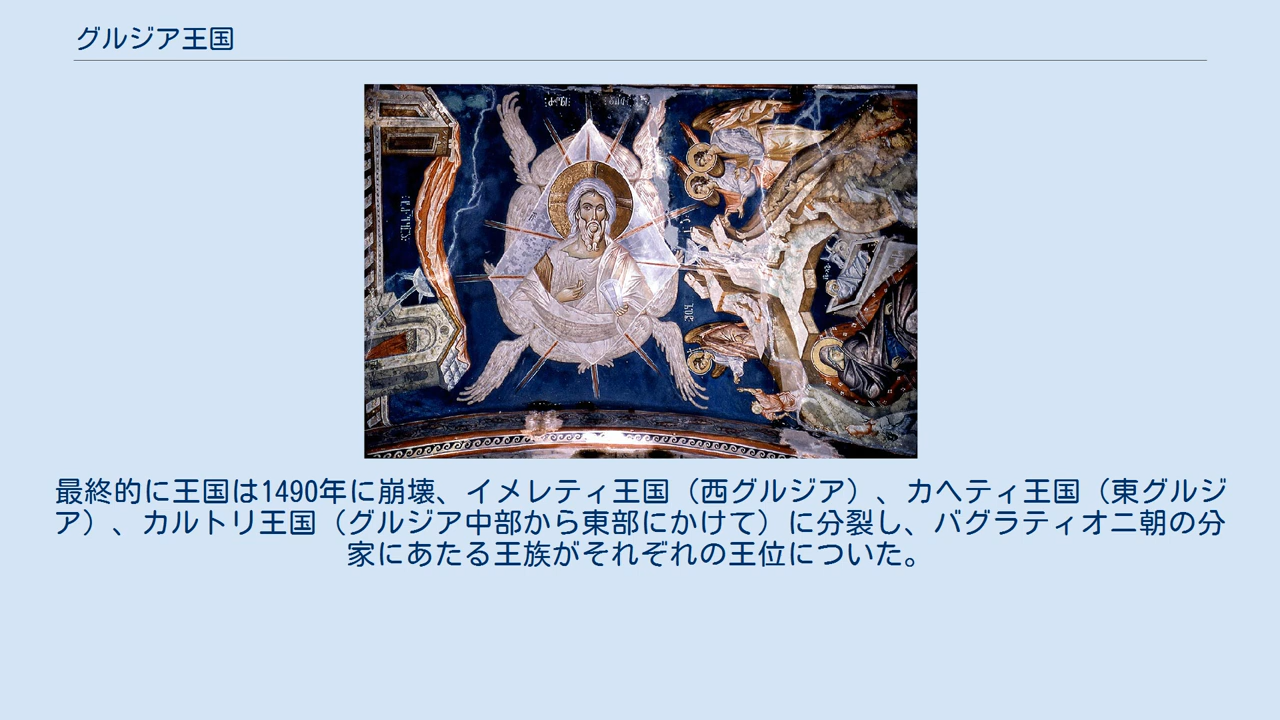 グルジア王国
最終的に王国は1490年に崩壊、イメレティ王国（西グルジア）、カヘティ王国（東グルジ
ア）、カルトリ王国（グルジア中部から東部にかけて）に分裂し、バグラティオニ朝の分
家にあたる王族がそれぞれの王位についた。